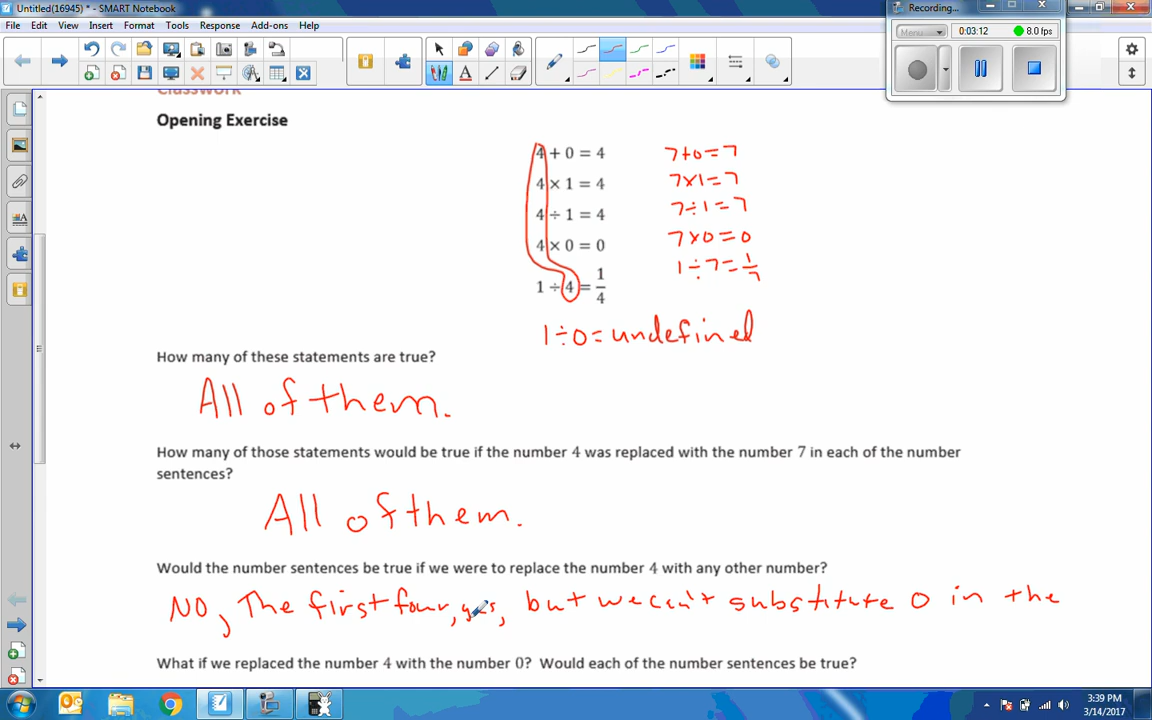 Untitled(16945) * - SMART Notebook
File Edit View Insert Format Tools Response Add-ons Help
Recording...
Menu 0:03:12 8.0 fps
Classwork
Opening Exercise
4 + 0 = 4 7+0=7
4 × 1 = 4 7×1=7
4 ÷ 1 = 4 7÷1=7
4 × 0 = 0 7×0=0
1 ÷ 4 = 1/4 1÷7=1/7
1÷0=undefined
How many of these statements are true?
All of them.
How many of those statements would be true if the number 4 was replaced with the number 7 in each of the number
sentences?
All of them.
Would the number sentences be true if we were to replace the number 4 with any other number?
NO, The first four, yes, but we can't substitute 0 in the
What if we replaced the number 4 with the number 0? Would each of the number sentences be true?
3:39 PM
3/14/2017